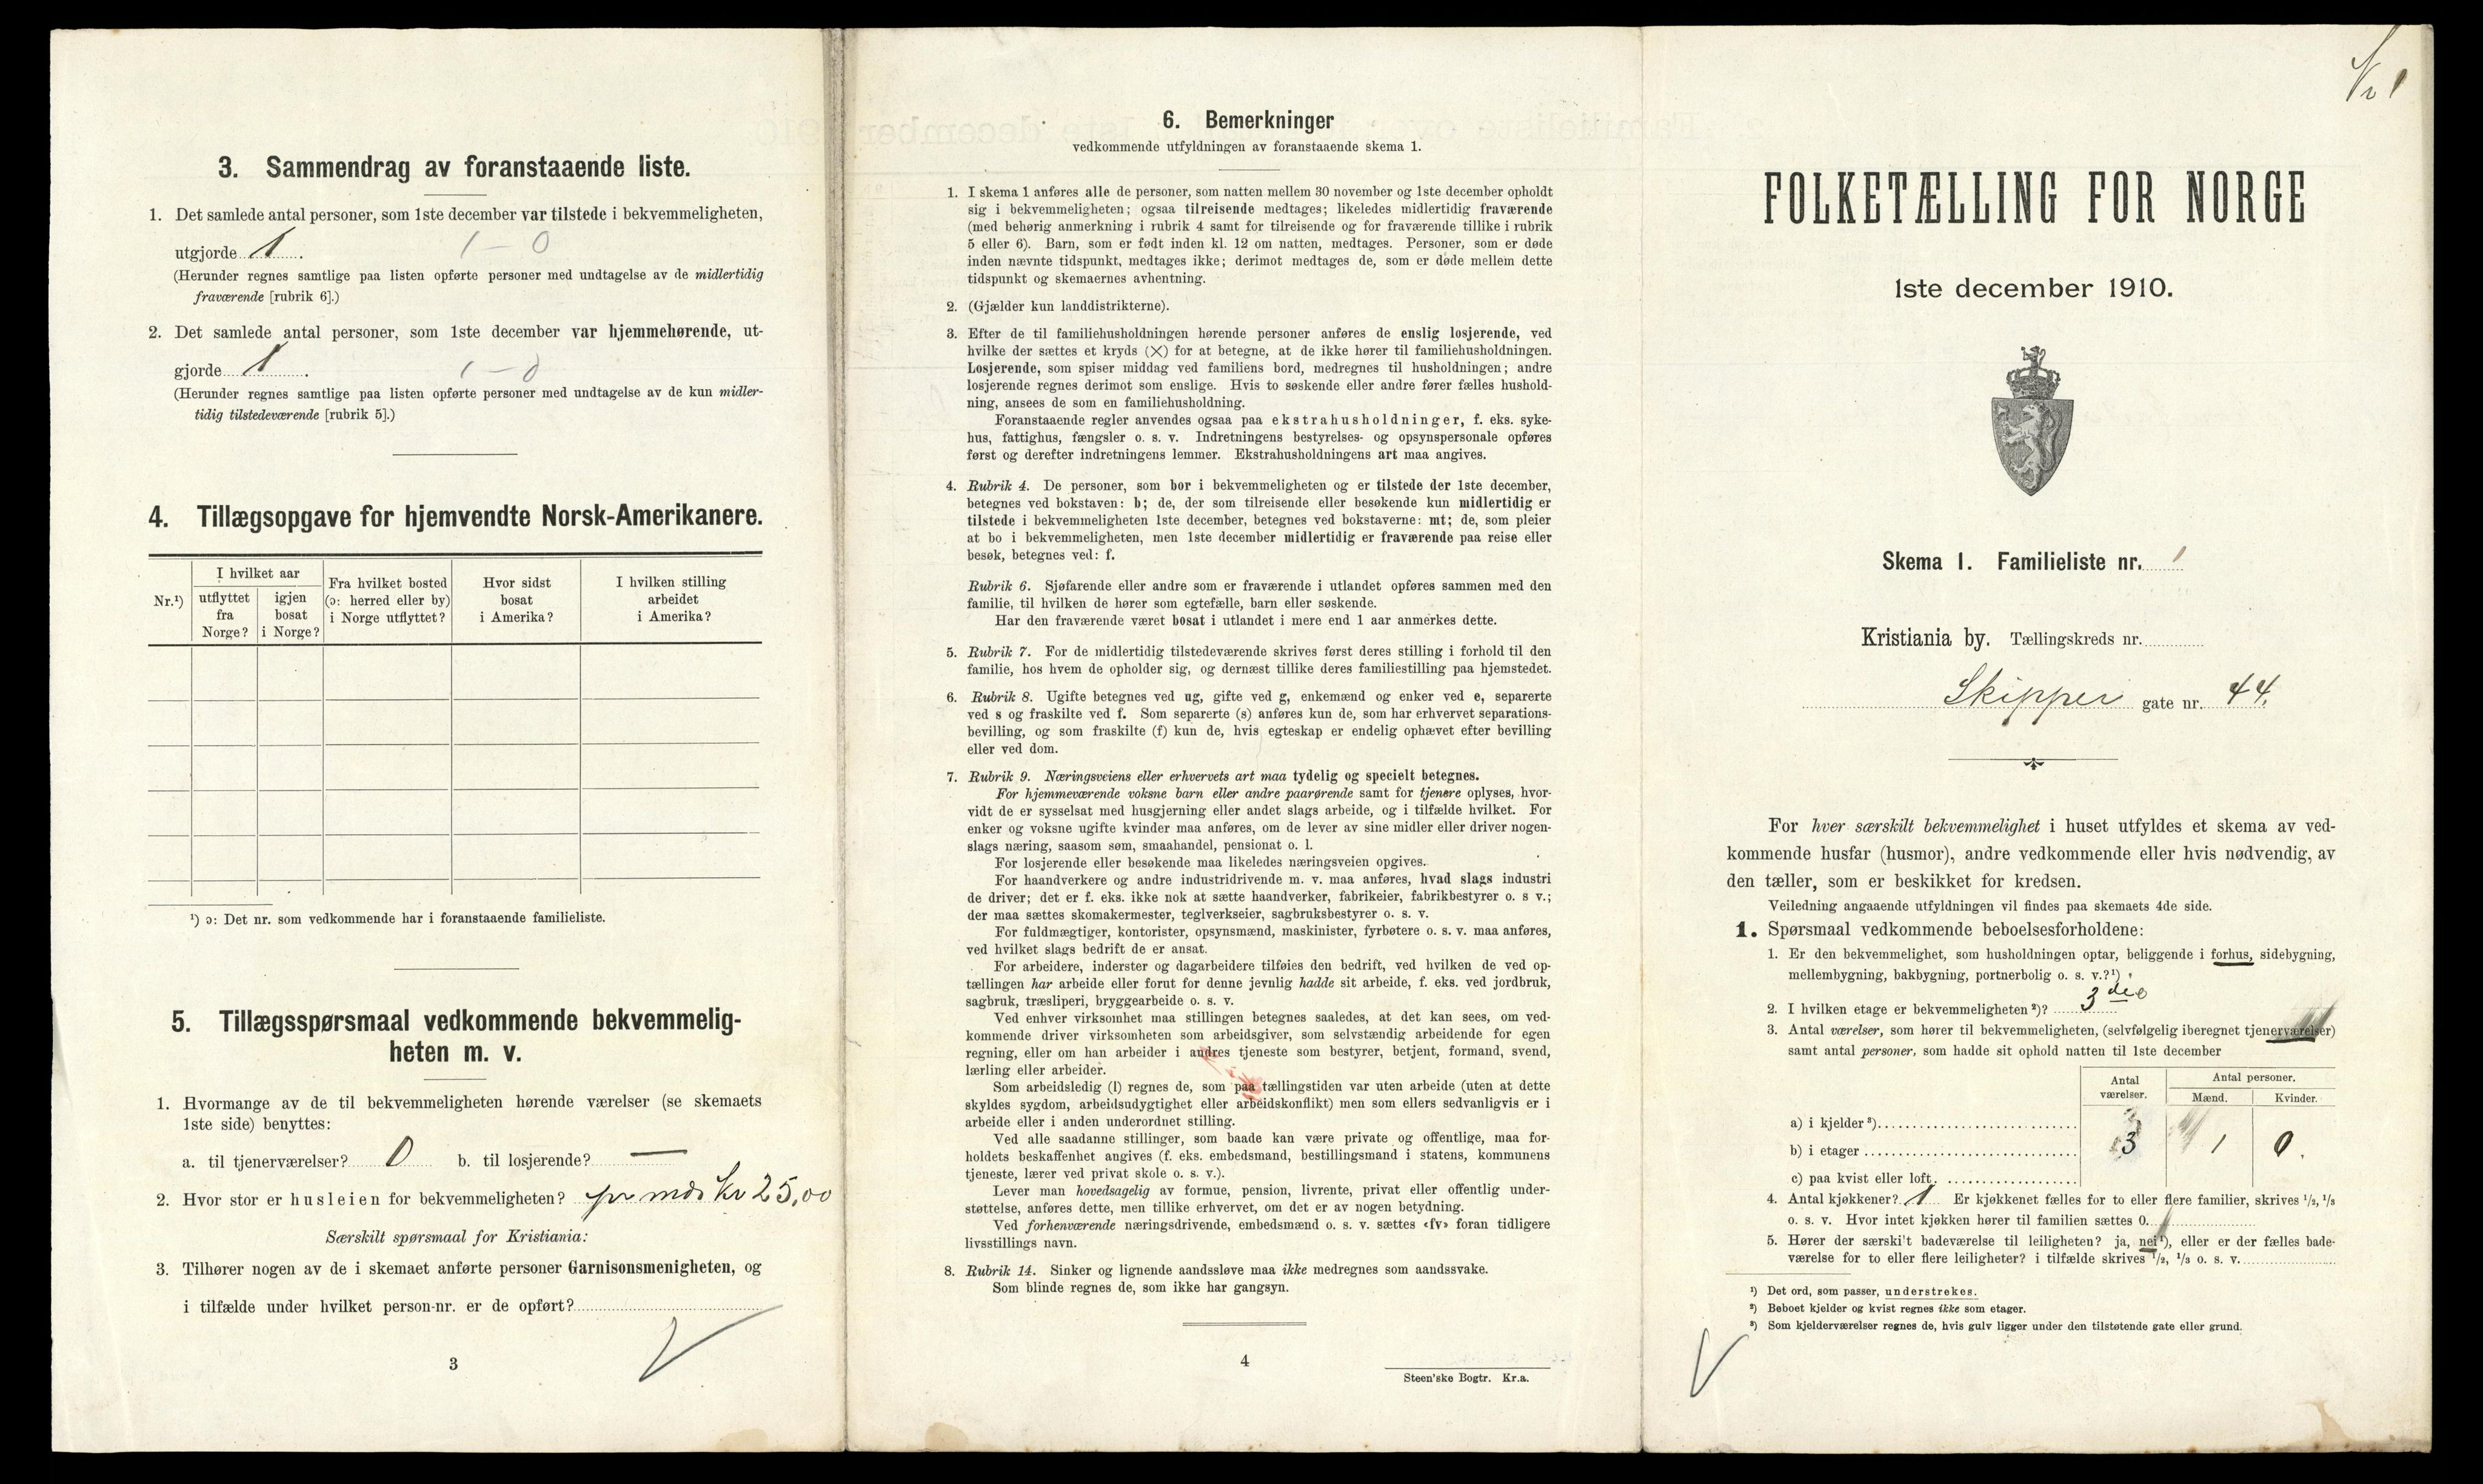 3. Sammendrag av foranstaaende liste.
1. Det samlede antal personer, som 1ste december var tilstede i bekvemmeligheten,
utgjorde 1. 1 – 0
(Herunder regnes samtlige paa listen opførte personer med undtagelse av de midlertidig
fraværende [rubrik 6].)
2. Det samlede antal personer, som 1ste december var hjemmehørende, ut-
gjorde 1. 1 – 0
(Herunder regnes samtlige paa listen opførte personer med undtagelse av de kun midler-
tidig tilstedeværende [rubrik 5].)
4. Tillægsopgave for hjemvendte Norsk-Amerikanere.
Nr.¹)
I hvilket aar
utflyttet
fra
Norge?
igjen
bosat
i Norge?
Fra hvilket bosted
(ɔ: herred eller by)
i Norge utflyttet?
Hvor sidst
bosat
i Amerika?
I hvilken stilling
arbeidet
i Amerika?
¹) ɔ: Det nr. som vedkommende har i foranstaaende familieliste.
5. Tillægsspørsmaal vedkommende bekvemmelig-
heten m. v.
1. Hvormange av de til bekvemmeligheten hørende værelser (se skemaets
1ste side) benyttes:
a. til tjenerværelser? 0 b. til losjerende? —
2. Hvor stor er husleien for bekvemmeligheten? pr mdr Kr 25,00
Særskilt spørsmaal for Kristiania:
3. Tilhører nogen av de i skemaet anførte personer Garnisonsmenigheten, og
i tilfælde under hvilket person-nr. er de opført?
3
6. Bemerkninger
vedkommende utfyldningen av foranstaaende skema 1.
1. I skema 1 anføres alle de personer, som natten mellem 30 november og 1ste december opholdt
sig i bekvemmeligheten; ogsaa tilreisende medtages; likeledes midlertidig fraværende
(med behørig anmerkning i rubrik 4 samt for tilreisende og for fraværende tillike i rubrik
5 eller 6). Barn, som er født inden kl. 12 om natten, medtages. Personer, som er døde
inden nævnte tidspunkt, medtages ikke; derimot medtages de, som er døde mellem dette
tidspunkt og skemaernes avhentning.
2. (Gjælder kun landdistrikterne).
3. Efter de til familiehusholdningen hørende personer anføres de enslig losjerende, ved
hvilke der sættes et kryds (×) for at betegne, at de ikke hører til familiehusholdningen.
Losjerende, som spiser middag ved familiens bord, medregnes til husholdningen; andre
losjerende regnes derimot som enslige. Hvis to søskende eller andre fører fælles hushold-
ning, ansees de som en familiehusholdning.
Foranstaaende regler anvendes ogsaa paa ekstrahusholdninger, f. eks. syke-
hus, fattighus, fængsler o. s. v. Indretningens bestyrelses- og opsynspersonale opføres
først og derefter indretningens lemmer. Ekstrahusholdningens art maa angives.
4. Rubrik 4. De personer, som bor i bekvemmeligheten og er tilstede der 1ste december,
betegnes ved bokstaven: b; de, der som tilreisende eller besøkende kun midlertidig er
tilstede i bekvemmeligheten 1ste december, betegnes ved bokstaverne: mt; de, som pleier
at bo i bekvemmeligheten, men 1ste december midlertidig er fraværende paa reise eller
besøk, betegnes ved: f.
Rubrik 6. Sjøfarende eller andre som er fraværende i utlandet opføres sammen med den
familie, til hvilken de hører som egtefælle, barn eller søskende.
Har den fraværende været bosat i utlandet i mere end 1 aar anmerkes dette.
5. Rubrik 7. For de midlertidig tilstedeværende skrives først deres stilling i forhold til den
familie, hos hvem de opholder sig, og dernæst tillike deres familiestilling paa hjemstedet.
6. Rubrik 8. Ugifte betegnes ved ug, gifte ved g, enkemænd og enker ved e, separerte
ved s og fraskilte ved f. Som separerte (s) anføres kun de, som har erhvervet separations-
bevilling, og som fraskilte (f) kun de, hvis egteskap er endelig ophævet efter bevilling
eller ved dom.
7. Rubrik 9. Næringsveiens eller erhvervets art maa tydelig og specielt betegnes.
For hjemmeværende voksne barn eller andre paarørende samt for tjenere oplyses, hvor-
vidt de er sysselsat med husgjerning eller andet slags arbeide, og i tilfælde hvilket. For
enker og voksne ugifte kvinder maa anføres, om de lever av sine midler eller driver nogen-
slags næring, saasom søm, smaahandel, pensionat o. l.
For losjerende eller besøkende maa likeledes næringsveien opgives.
For haandverkere og andre industridrivende m. v. maa anføres, hvad slags industri
de driver; det er f. eks. ikke nok at sætte haandverker, fabrikeier, fabrikbestyrer o. s v.;
der maa sættes skomakermester, teglverkseier, sagbruksbestyrer o. s. v.
For fuldmægtiger, kontorister, opsynsmænd, maskinister, fyrbøtere o. s. v. maa anføres,
ved hvilket slags bedrift de er ansat.
For arbeidere, inderster og dagarbeidere tilføies den bedrift, ved hvilken de ved op-
tællingen har arbeide eller forut for denne jevnlig hadde sit arbeide, f. eks. ved jordbruk,
sagbruk, træsliperi, bryggearbeide o. s. v.
Ved enhver virksomhet maa stillingen betegnes saaledes, at det kan sees, om ved-
kommende driver virksomheten som arbeidsgiver, som selvstændig arbeidende for egen
regning, eller om han arbeider i andres tjeneste som bestyrer, betjent, formand, svend,
lærling eller arbeider.
Som arbeidsledig (l) regnes de, som paa tællingstiden var uten arbeide (uten at dette
skyldes sygdom, arbeidsudygtighet eller arbeidskonflikt) men som ellers sedvanligvis er i
arbeide eller i anden underordnet stilling.
Ved alle saadanne stillinger, som baade kan være private og offentlige, maa for-
holdets beskaffenhet angives (f. eks. embedsmand, bestillingsmand i statens, kommunens
tjeneste, lærer ved privat skole o. s. v.).
Lever man hovedsagelig av formue, pension, livrente, privat eller offentlig under-
støttelse, anføres dette, men tillike erhvervet, om det er av nogen betydning.
Ved forhenværende næringsdrivende, embedsmænd o. s. v. sættes «fv» foran tidligere
livsstillings navn.
8. Rubrik 14. Sinker og lignende aandssløve maa ikke medregnes som aandssvake.
Som blinde regnes de, som ikke har gangsyn.
4
Steen'ske Bogtr. Kr.a.
Nr 1
FOLKETÆLLING FOR NORGE
1ste december 1910.
Skema 1. Familieliste nr. 1
Kristiania by. Tællingskreds nr.
Skipper gate nr. 44.
For hver særskilt bekvemmelighet i huset utfyldes et skema av ved-
kommende husfar (husmor), andre vedkommende eller hvis nødvendig, av
den tæller, som er beskikket for kredsen.
Veiledning angaaende utfyldningen vil findes paa skemaets 4de side.
1. Spørsmaal vedkommende beboelsesforholdene:
1. Er den bekvemmelighet, som husholdningen optar, beliggende i forhus, sidebygning,
mellembygning, bakbygning, portnerbolig o. s. v.?¹)
2. I hvilken etage er bekvemmeligheten²)? 3
3. Antal værelser, som hører til bekvemmeligheten, (selvfølgelig iberegnet tjenerværelser)
samt antal personer, som hadde sit ophold natten til 1ste december
Antal
værelser.
Antal personer.
Mænd. Kvinder.
a) i kjelder³)
b) i etager 3 1 0.
c) paa kvist eller loft
4. Antal kjøkkener? 1 Er kjøkkenet fælles for to eller flere familier, skrives ¹/₂, ¹/₃
o. s. v. Hvor intet kjøkken hører til familien sættes 0.
5. Hører der særskilt badeværelse til leiligheten? ja, nei¹), eller er der fælles bade-
værelse for to eller flere leiligheter? i tilfælde skrives ¹/₂, ¹/₃ o. s. v.
¹) Det ord, som passer, understrekes.
²) Beboet kjelder og kvist regnes ikke som etager.
³) Som kjelderværelser regnes de, hvis gulv ligger under den tilstøtende gate eller grund.